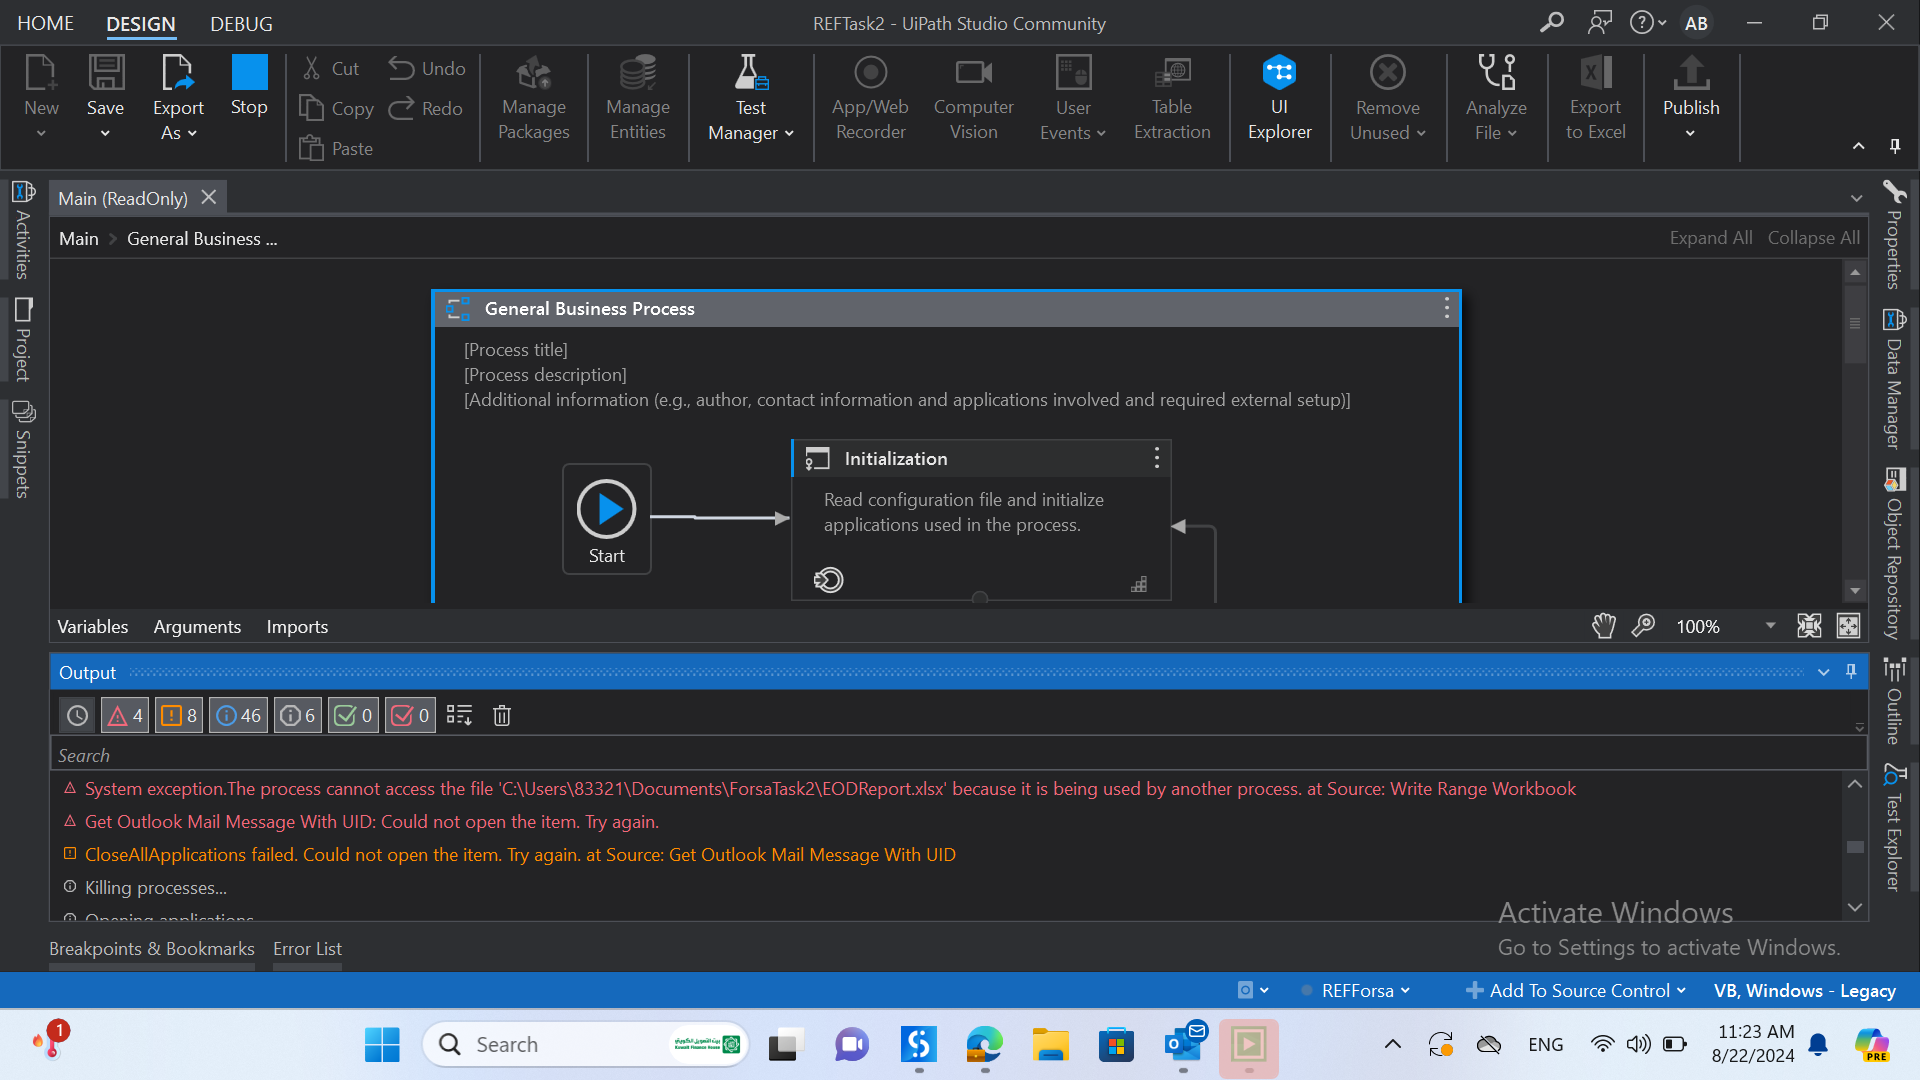 HOME DESIGN DEBUG
REFTask2 - UiPath Studio Community
AB
New
Save
Export As
Stop
Cut
Copy
Paste
Undo
Redo
Manage Packages
Manage Entities
Test Manager
App/Web Recorder
Computer Vision
User Events
Table Extraction
UI Explorer
Remove Unused
Analyze File
Export to Excel
Publish
Activities
Project
Snippets
Main (ReadOnly)
Main
General Business ...
Expand All Collapse All
General Business Process
[Process title]
[Process description]
[Additional information (e.g., author, contact information and applications involved and required external setup)]
Start
Initialization
Read configuration file and initialize
applications used in the process.
Variables Arguments Imports
100%
Properties
Data Manager
Object Repository
Outline
Test Explorer
Output
4 8 46 6 0 0
Search
System exception.The process cannot access the file 'C:\Users\83321\Documents\ForsaTask2\EODReport.xlsx' because it is being used by another process. at Source: Write Range Workbook
Get Outlook Mail Message With UID: Could not open the item. Try again.
CloseAllApplications failed. Could not open the item. Try again. at Source: Get Outlook Mail Message With UID
Killing processes...
Opening applications...
Activate Windows
Go to Settings to activate Windows.
Breakpoints & Bookmarks Error List
REFForsa
Add To Source Control
VB, Windows - Legacy
1
Search
بيت التمويل الكويتي
Kuwait Finance House
ENG
11:23 AM
8/22/2024
PRE